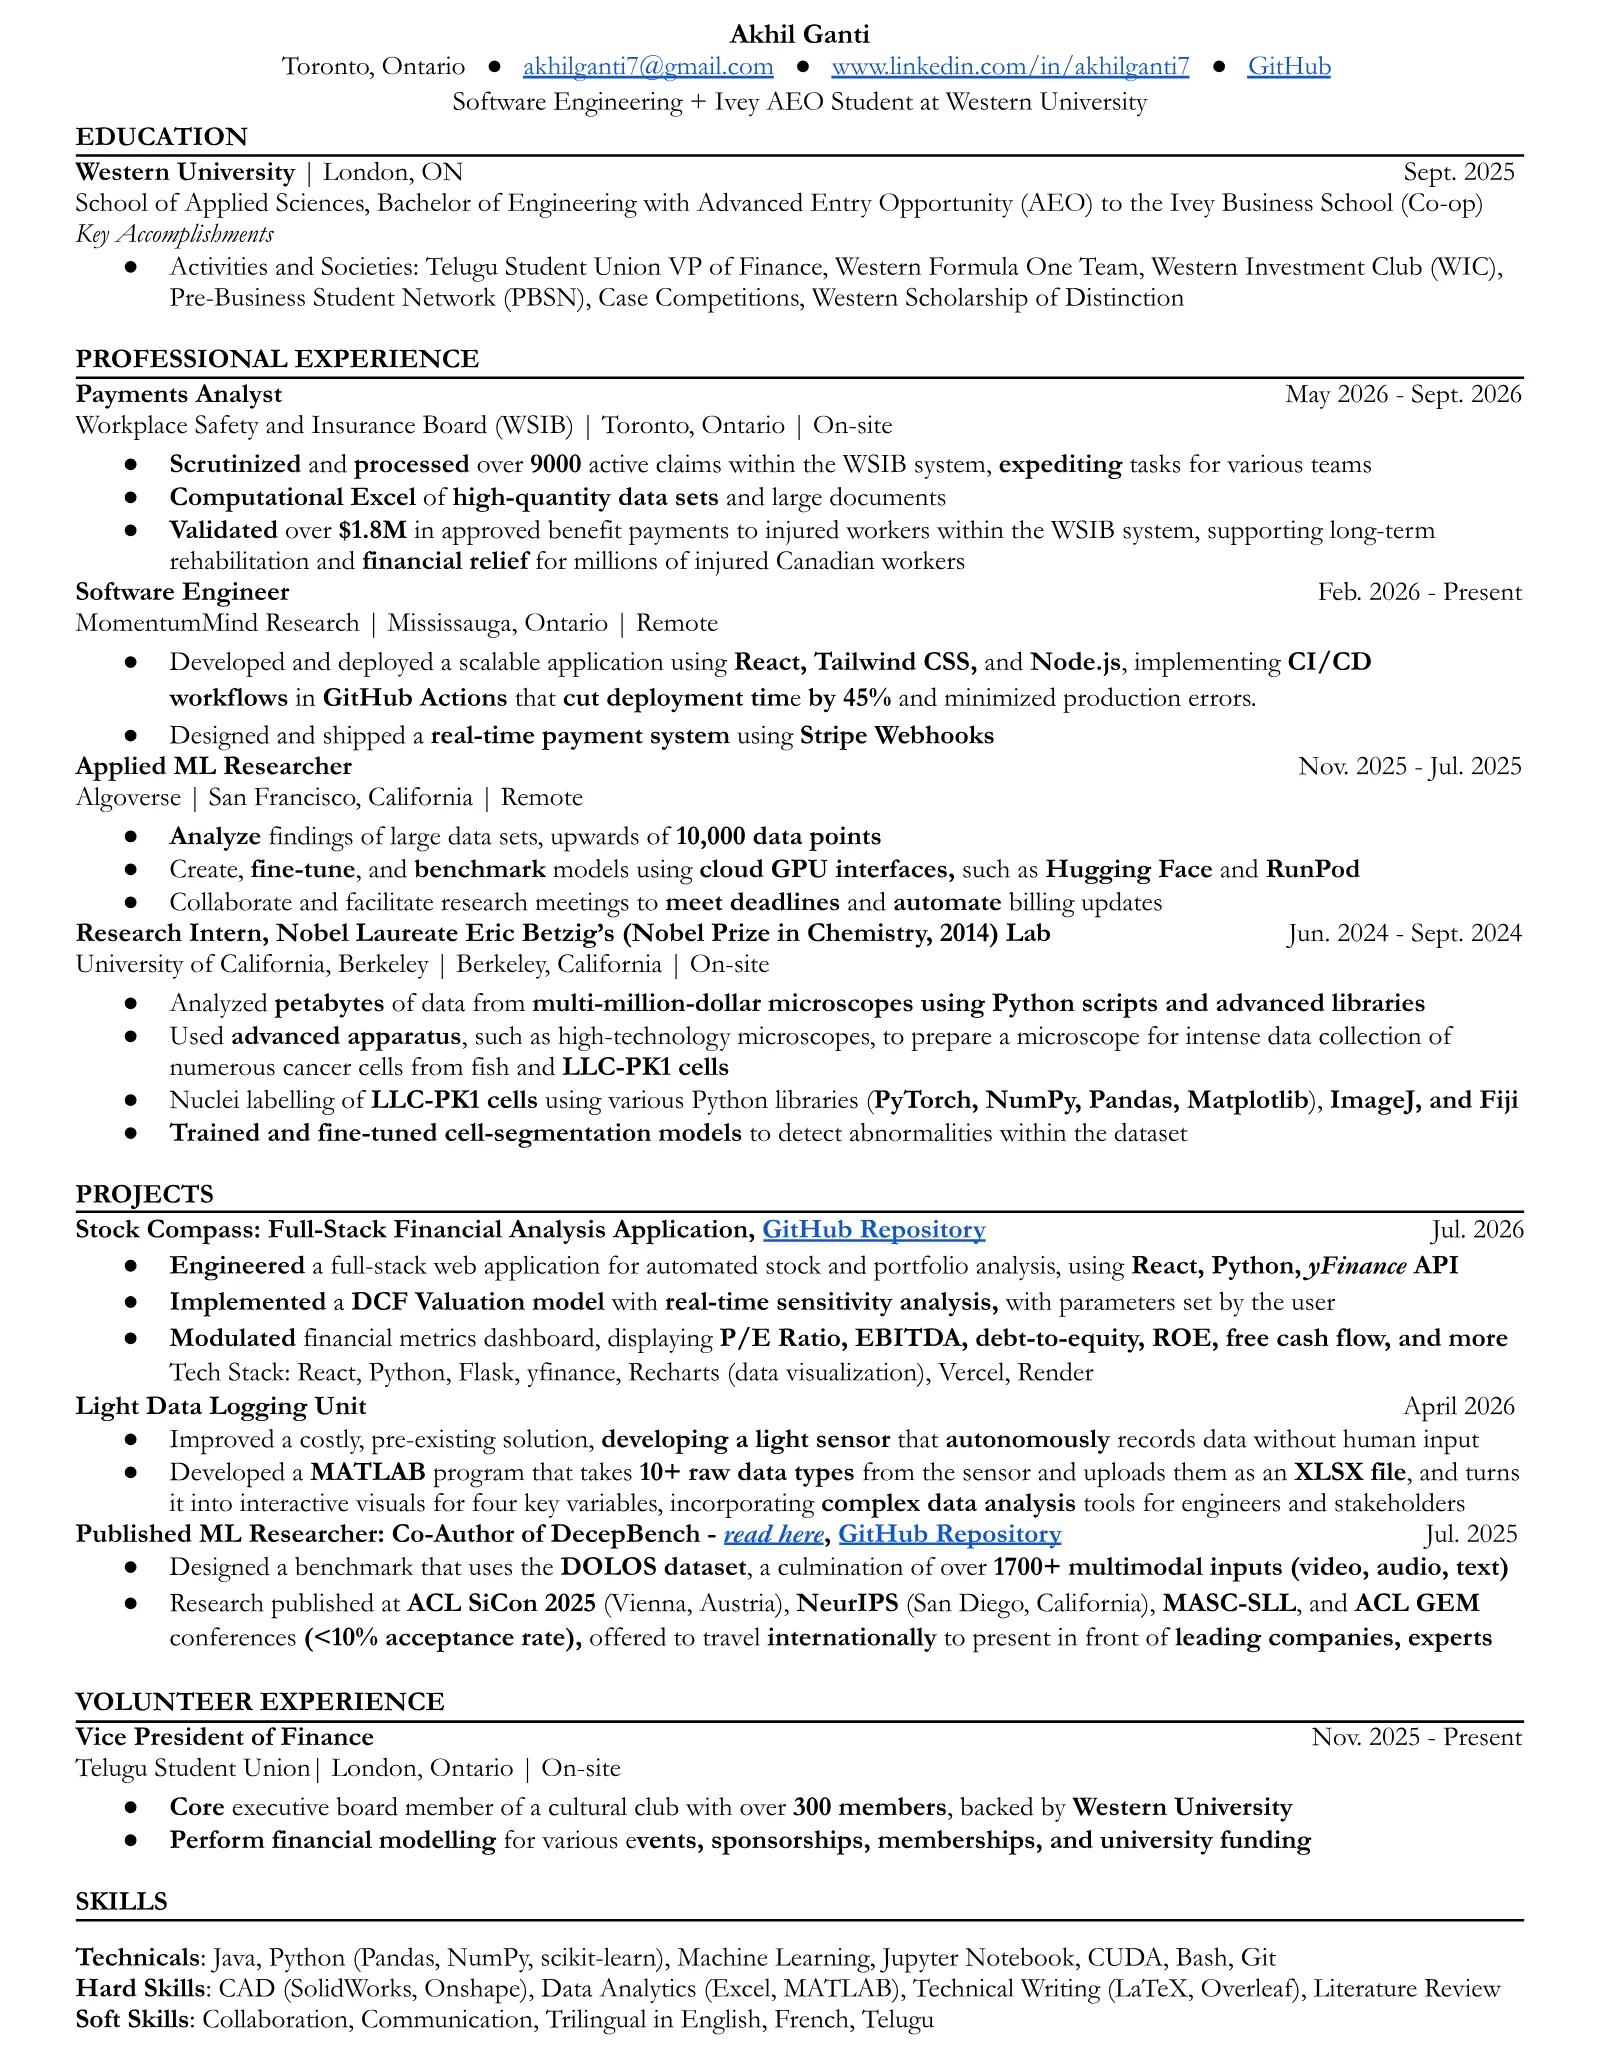 Akhil Ganti
Toronto, Ontario ● akhilganti7@gmail.com ● www.linkedin.com/in/akhilganti7 ● GitHub
Software Engineering + Ivey AEO Student at Western University
EDUCATION
Western University | London, ON Sept. 2025
School of Applied Sciences, Bachelor of Engineering with Advanced Entry Opportunity (AEO) to the Ivey Business School (Co-op)
Key Accomplishments
● Activities and Societies: Telugu Student Union VP of Finance, Western Formula One Team, Western Investment Club (WIC),
Pre-Business Student Network (PBSN), Case Competitions, Western Scholarship of Distinction
PROFESSIONAL EXPERIENCE
Payments Analyst May 2026 - Sept. 2026
Workplace Safety and Insurance Board (WSIB) | Toronto, Ontario | On-site
● Scrutinized and processed over 9000 active claims within the WSIB system, expediting tasks for various teams
● Computational Excel of high-quantity data sets and large documents
● Validated over $1.8M in approved benefit payments to injured workers within the WSIB system, supporting long-term
rehabilitation and financial relief for millions of injured Canadian workers
Software Engineer Feb. 2026 - Present
MomentumMind Research | Mississauga, Ontario | Remote
● Developed and deployed a scalable application using React, Tailwind CSS, and Node.js, implementing CI/CD
workflows in GitHub Actions that cut deployment time by 45% and minimized production errors.
● Designed and shipped a real-time payment system using Stripe Webhooks
Applied ML Researcher Nov. 2025 - Jul. 2025
Algoverse | San Francisco, California | Remote
● Analyze findings of large data sets, upwards of 10,000 data points
● Create, fine-tune, and benchmark models using cloud GPU interfaces, such as Hugging Face and RunPod
● Collaborate and facilitate research meetings to meet deadlines and automate billing updates
Research Intern, Nobel Laureate Eric Betzig’s (Nobel Prize in Chemistry, 2014) Lab Jun. 2024 - Sept. 2024
University of California, Berkeley | Berkeley, California | On-site
● Analyzed petabytes of data from multi-million-dollar microscopes using Python scripts and advanced libraries
● Used advanced apparatus, such as high-technology microscopes, to prepare a microscope for intense data collection of
numerous cancer cells from fish and LLC-PK1 cells
● Nuclei labelling of LLC-PK1 cells using various Python libraries (PyTorch, NumPy, Pandas, Matplotlib), ImageJ, and Fiji
● Trained and fine-tuned cell-segmentation models to detect abnormalities within the dataset
PROJECTS
Stock Compass: Full-Stack Financial Analysis Application, GitHub Repository Jul. 2026
● Engineered a full-stack web application for automated stock and portfolio analysis, using React, Python, yFinance API
● Implemented a DCF Valuation model with real-time sensitivity analysis, with parameters set by the user
● Modulated financial metrics dashboard, displaying P/E Ratio, EBITDA, debt-to-equity, ROE, free cash flow, and more
Tech Stack: React, Python, Flask, yfinance, Recharts (data visualization), Vercel, Render
Light Data Logging Unit April 2026
● Improved a costly, pre-existing solution, developing a light sensor that autonomously records data without human input
● Developed a MATLAB program that takes 10+ raw data types from the sensor and uploads them as an XLSX file, and turns
it into interactive visuals for four key variables, incorporating complex data analysis tools for engineers and stakeholders
Published ML Researcher: Co-Author of DecepBench - read here, GitHub Repository Jul. 2025
● Designed a benchmark that uses the DOLOS dataset, a culmination of over 1700+ multimodal inputs (video, audio, text)
● Research published at ACL SiCon 2025 (Vienna, Austria), NeurIPS (San Diego, California), MASC-SLL, and ACL GEM
conferences (<10% acceptance rate), offered to travel internationally to present in front of leading companies, experts
VOLUNTEER EXPERIENCE
Vice President of Finance Nov. 2025 - Present
Telugu Student Union| London, Ontario | On-site
● Core executive board member of a cultural club with over 300 members, backed by Western University
● Perform financial modelling for various events, sponsorships, memberships, and university funding
SKILLS
Technicals: Java, Python (Pandas, NumPy, scikit-learn), Machine Learning, Jupyter Notebook, CUDA, Bash, Git
Hard Skills: CAD (SolidWorks, Onshape), Data Analytics (Excel, MATLAB), Technical Writing (LaTeX, Overleaf), Literature Review
Soft Skills: Collaboration, Communication, Trilingual in English, French, Telugu